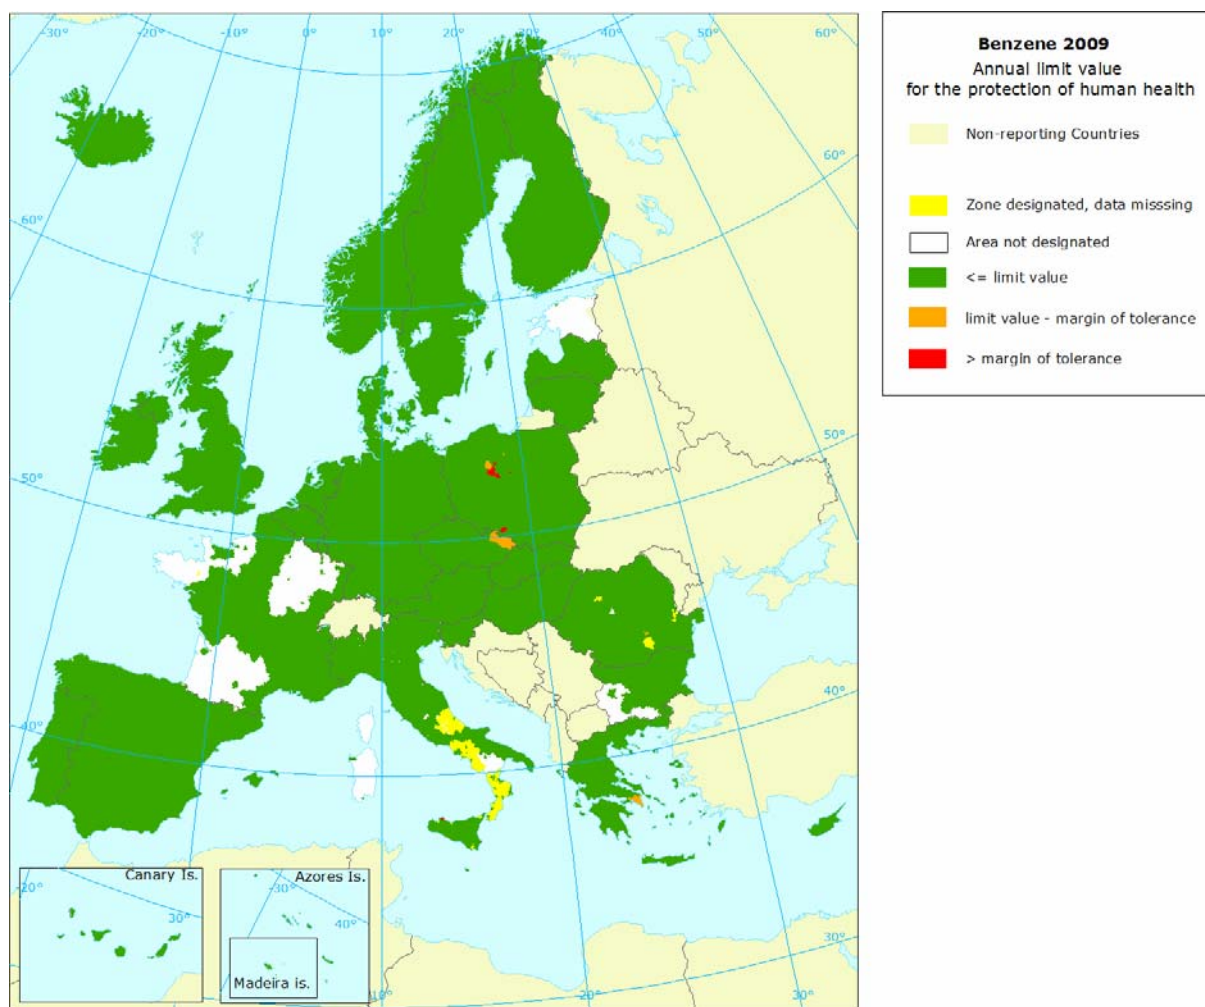 -30°
-20°
-10°
0°
10°
20°
30°
40°
50°
60°
60°
60°
50°
50°
40°
40°
30°
Canary Is.
-20°
30°
Azores Is.
-30°
40°
Madeira is.
10°
20°
30°
Benzene 2009
Annual limit value
for the protection of human health
Non-reporting Countries
Zone designated, data misssing
Area not designated
<= limit value
limit value - margin of tolerance
> margin of tolerance